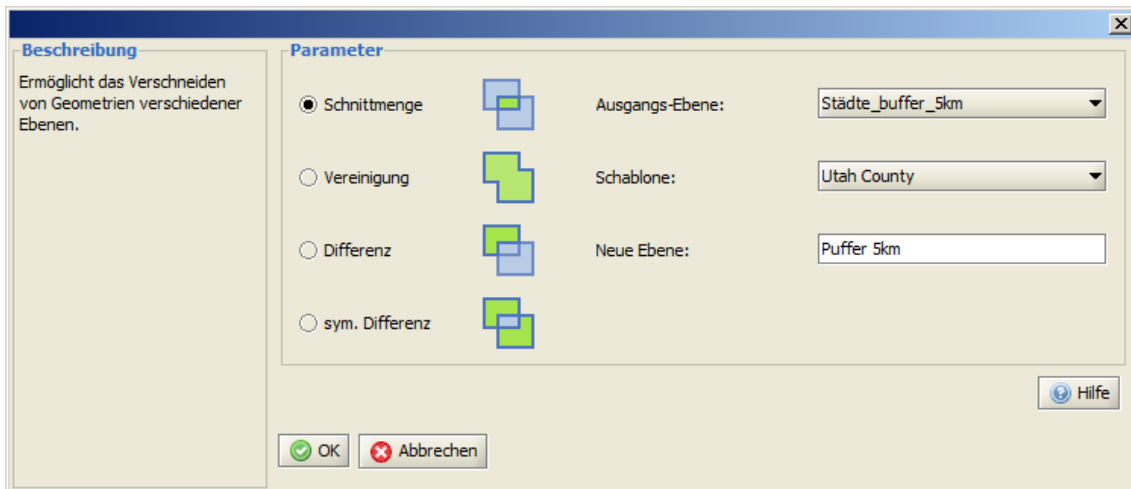 Beschreibung
Ermöglicht das Verschneiden
von Geometrien verschiedener
Ebenen.
Parameter
Schnittmenge
Ausgangs-Ebene:
Städte_buffer_5km
Vereinigung
Schablone:
Utah County
Differenz
Neue Ebene:
Puffer 5km
sym. Differenz
Hilfe
OK
Abbrechen